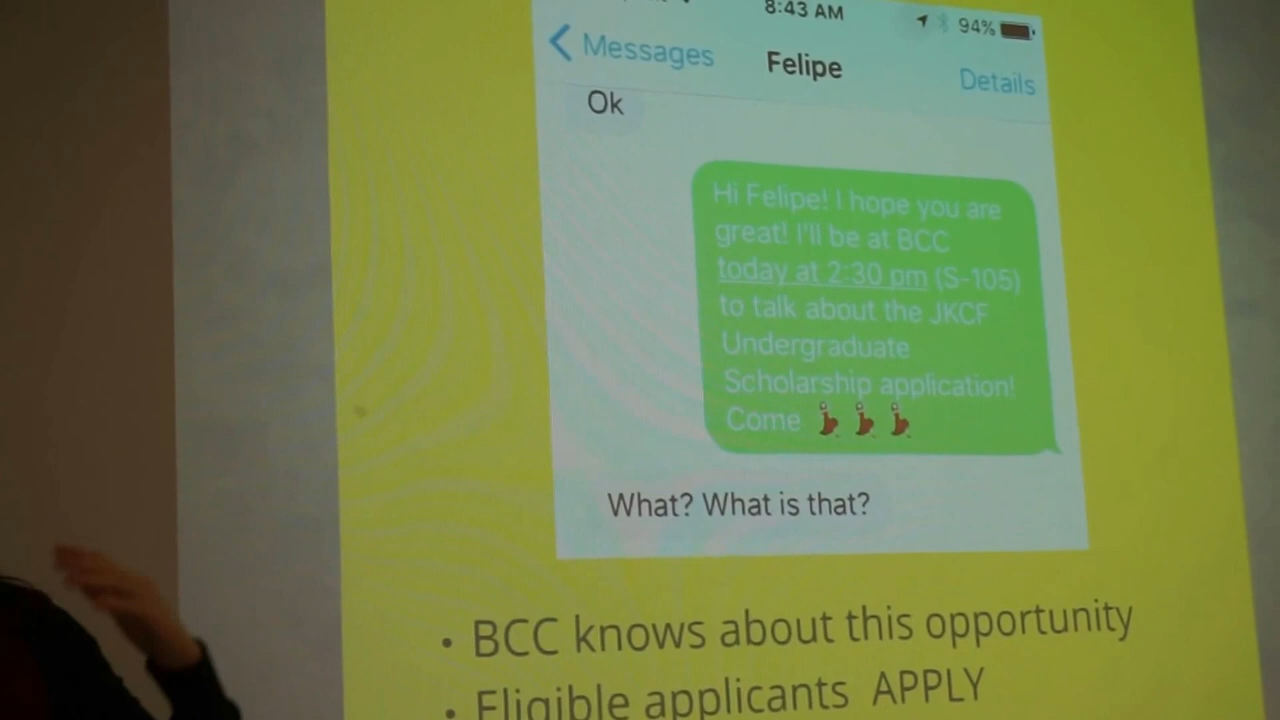 8:43 AM
94%
Messages
Felipe
Details
Ok
Hi Felipe! I hope you are
great! I'll be at BCC
today at 2:30 pm (S-105)
to talk about the JKCF
Undergraduate
Scholarship application!
Come 💃💃💃
What? What is that?
• BCC knows about this opportunity
• Eligible applicants APPLY